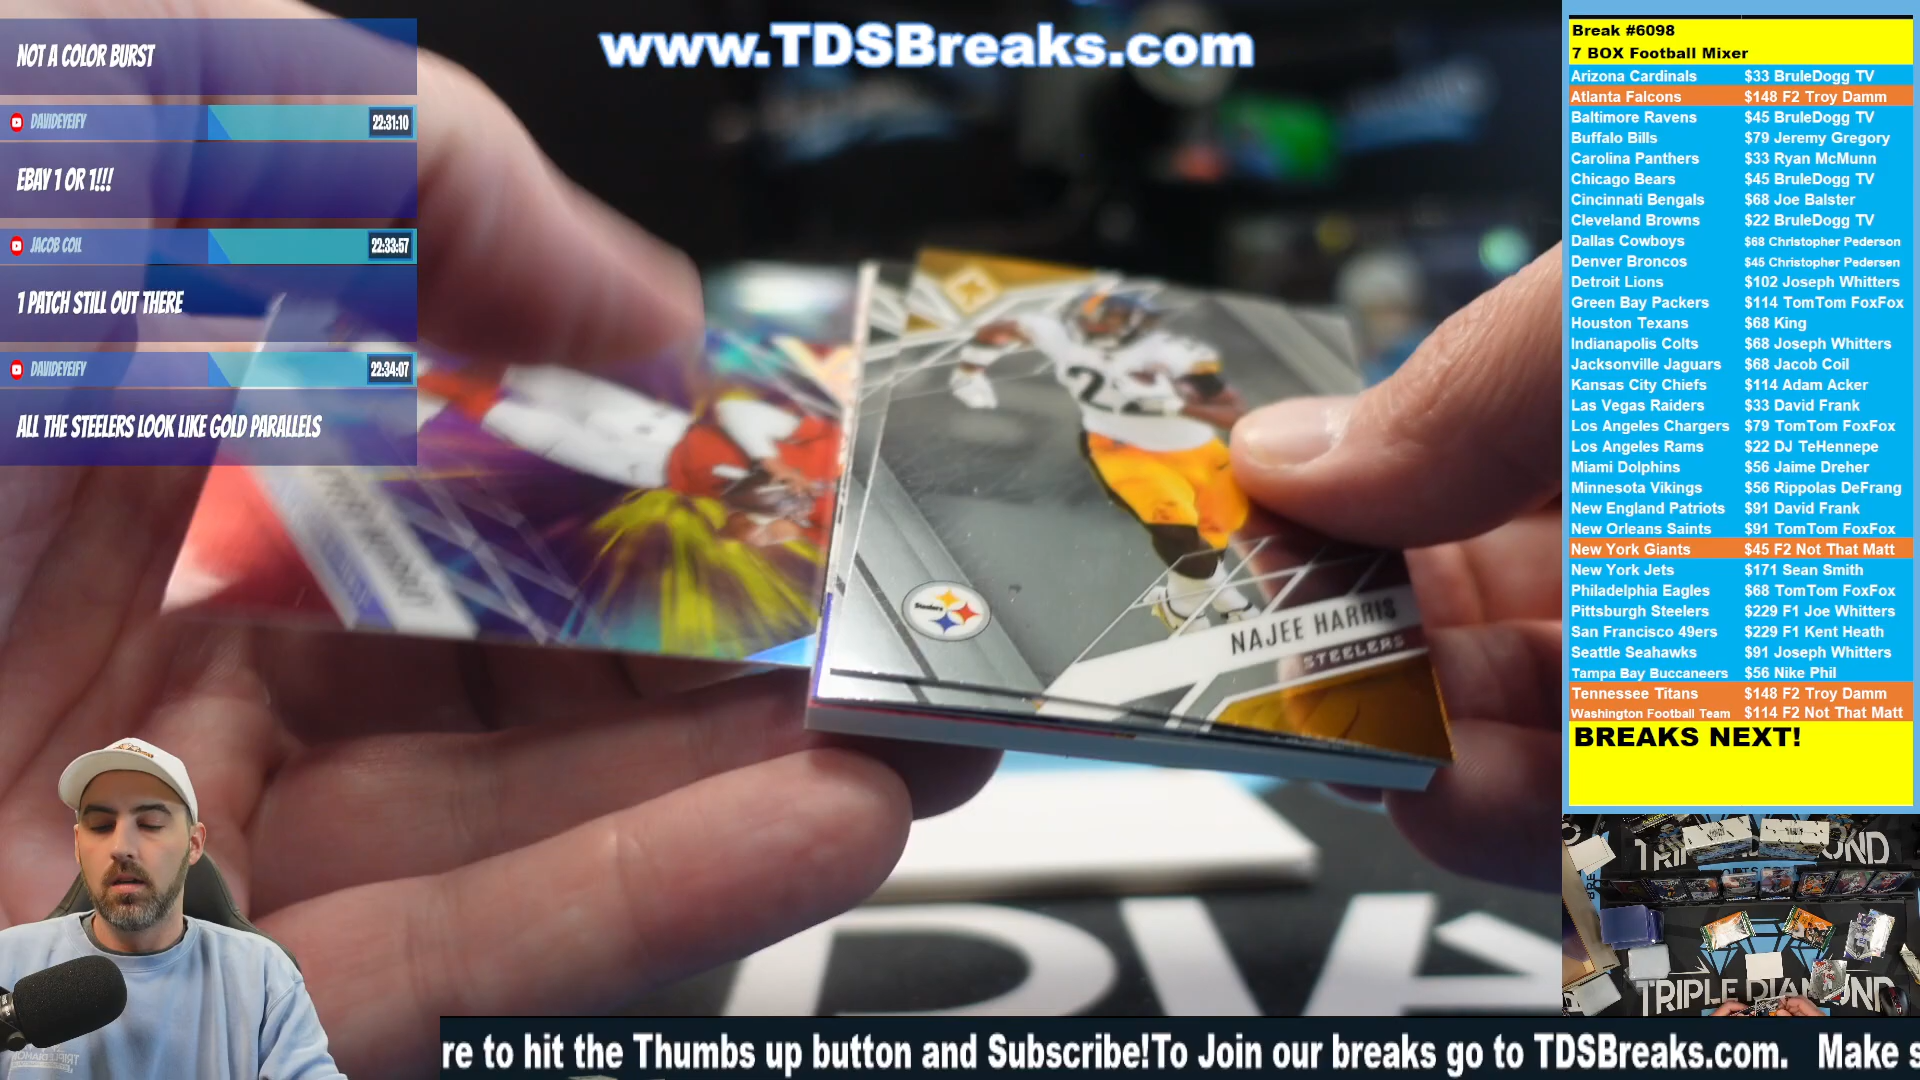 www.TDSBreaks.com
NOT A COLOR BURST
DAVIDEYEIFY 22:31:10
EBAY 1 OR 1!!!
JACOB COIL 22:33:57
1 PATCH STILL OUT THERE
DAVIDEYEIFY 22:34:07
ALL THE STEELERS LOOK LIKE GOLD PARALLELS
22
Steelers
NAJEE HARRIS
STEELERS
Break #6098
7 BOX Football Mixer
Arizona Cardinals $33 BruleDogg TV
Atlanta Falcons $148 F2 Troy Damm
Baltimore Ravens $45 BruleDogg TV
Buffalo Bills $79 Jeremy Gregory
Carolina Panthers $33 Ryan McMunn
Chicago Bears $45 BruleDogg TV
Cincinnati Bengals $68 Joe Balster
Cleveland Browns $22 BruleDogg TV
Dallas Cowboys $68 Christopher Pederson
Denver Broncos $45 Christopher Pedersen
Detroit Lions $102 Joseph Whitters
Green Bay Packers $114 TomTom FoxFox
Houston Texans $68 King
Indianapolis Colts $68 Joseph Whitters
Jacksonville Jaguars $68 Jacob Coil
Kansas City Chiefs $114 Adam Acker
Las Vegas Raiders $33 David Frank
Los Angeles Chargers $79 TomTom FoxFox
Los Angeles Rams $22 DJ TeHennepe
Miami Dolphins $56 Jaime Dreher
Minnesota Vikings $56 Rippolas DeFrang
New England Patriots $91 David Frank
New Orleans Saints $91 TomTom FoxFox
New York Giants $45 F2 Not That Matt
New York Jets $171 Sean Smith
Philadelphia Eagles $68 TomTom FoxFox
Pittsburgh Steelers $229 F1 Joe Whitters
San Francisco 49ers $229 F1 Kent Heath
Seattle Seahawks $91 Joseph Whitters
Tampa Bay Buccaneers $56 Nike Phil
Tennessee Titans $148 F2 Troy Damm
Washington Football Team $114 F2 Not That Matt
BREAKS NEXT!
TRIPLE DIAMOND
re to hit the Thumbs up button and Subscribe!To Join our breaks go to TDSBreaks.com. Make s